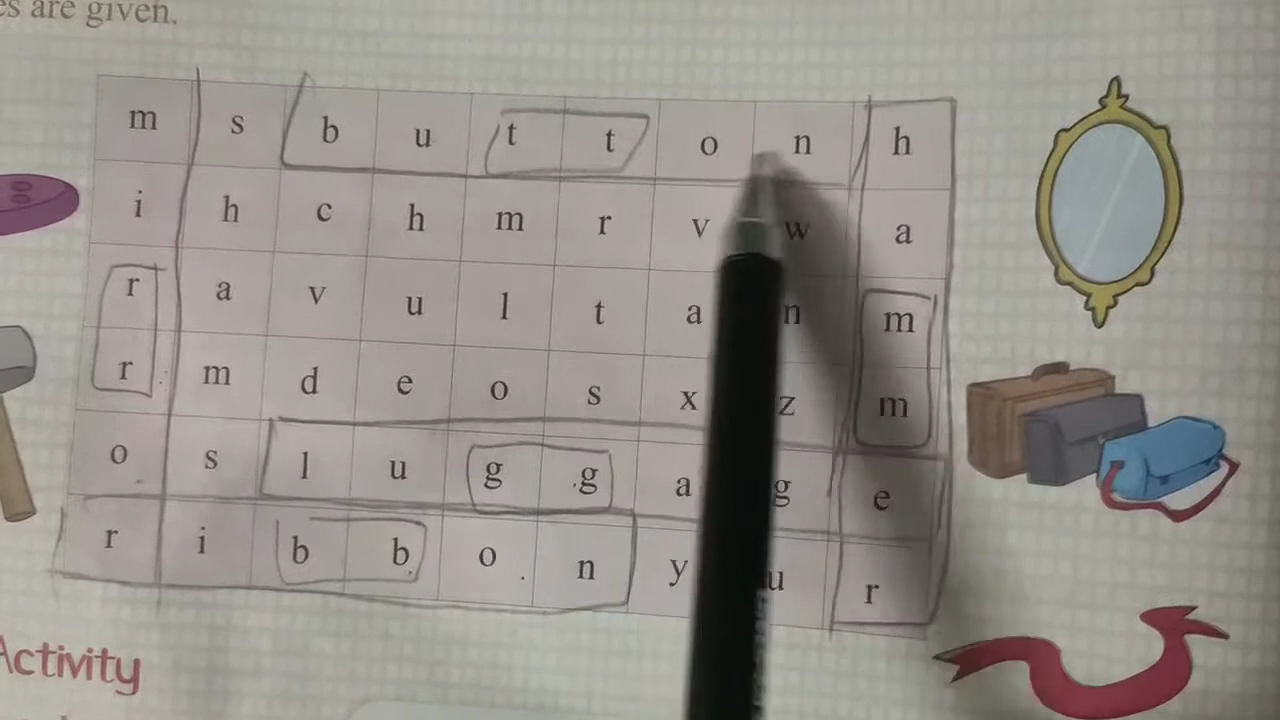 es are given.
m s b u t t o n h
i h c h m r v w a
r a v u l t a n m
r m d e o s x z m
o s l u g g a g e
r i b b o n y u r
Activity